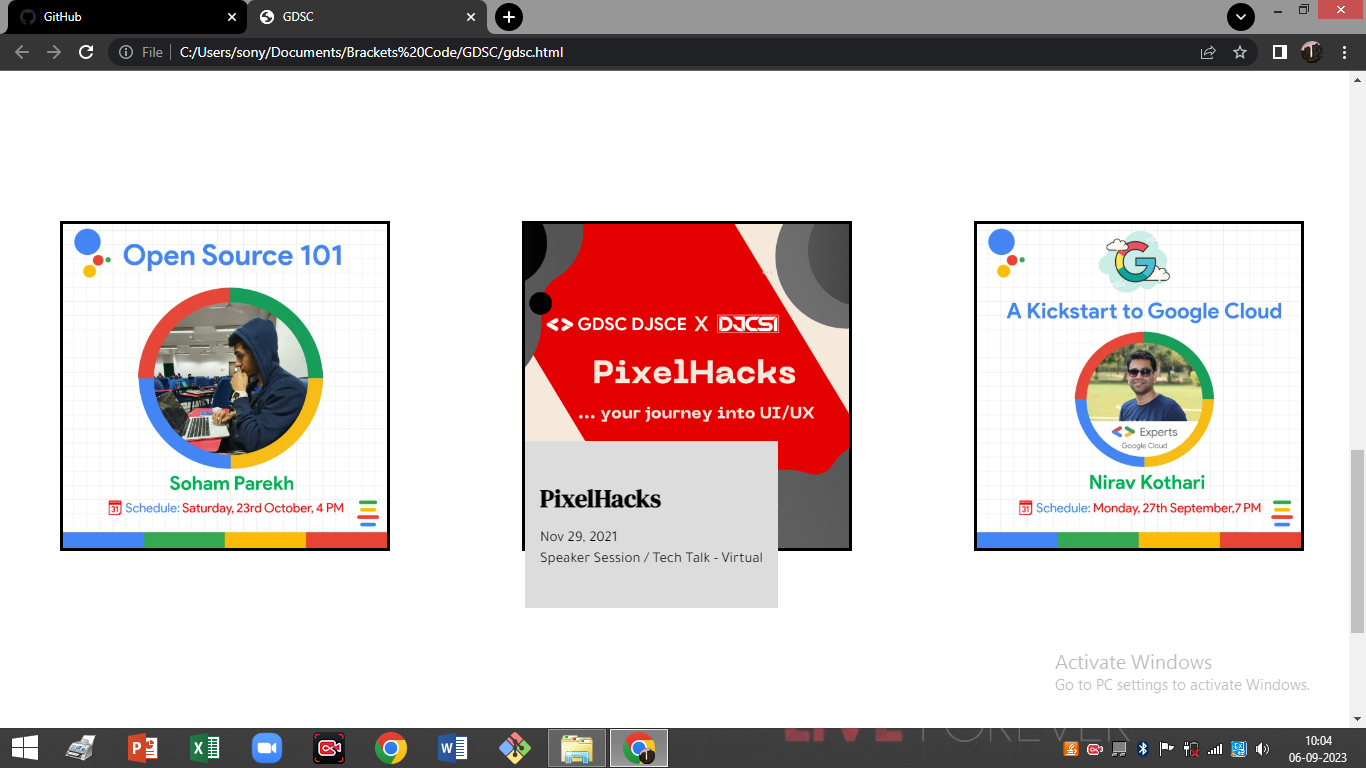 GitHub
GDSC
File
C:/Users/sony/Documents/Brackets%20Code/GDSC/gdsc.html
Open Source 101
Soham Parekh
31 Schedule: Saturday, 23rd October, 4 PM
GDSC DJSCE X DJCSI
PixelHacks
... your journey into UI/UX
PixelHacks
Nov 29, 2021
Speaker Session / Tech Talk - Virtual
A Kickstart to Google Cloud
Experts
Google Cloud
Nirav Kothari
31 Schedule: Monday, 27th September,7 PM
Activate Windows
Go to PC settings to activate Windows.
LIVE FOREVER
10:04
06-09-2023